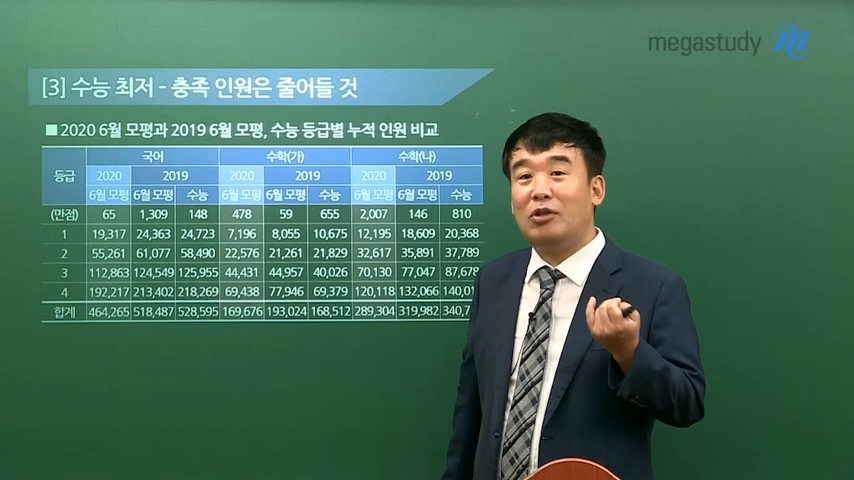 megastudy
[3] 수능 최저 - 충족 인원은 줄어들 것
■ 2020 6월 모평과 2019 6월 모평, 수능 등급별 누적 인원 비교
등급 국어 수학(가) 수학(나)
2020 2019 2020 2019 2020 2019
6월 모평 6월 모평 수능 6월 모평 6월 모평 수능 6월 모평 6월 모평 수능
(만점) 65 1,309 148 478 59 655 2,007 146 810
1 19,317 24,363 24,723 7,196 8,055 10,675 12,195 18,609 20,368
2 55,261 61,077 58,490 22,576 21,261 21,829 32,617 35,891 37,789
3 112,863 124,549 125,955 44,431 44,957 40,026 70,130 77,047 87,678
4 192,217 213,402 218,269 69,438 77,946 69,379 120,118 132,066 140,01
합계 464,265 518,487 528,595 169,676 193,024 168,512 289,304 319,982 340,7